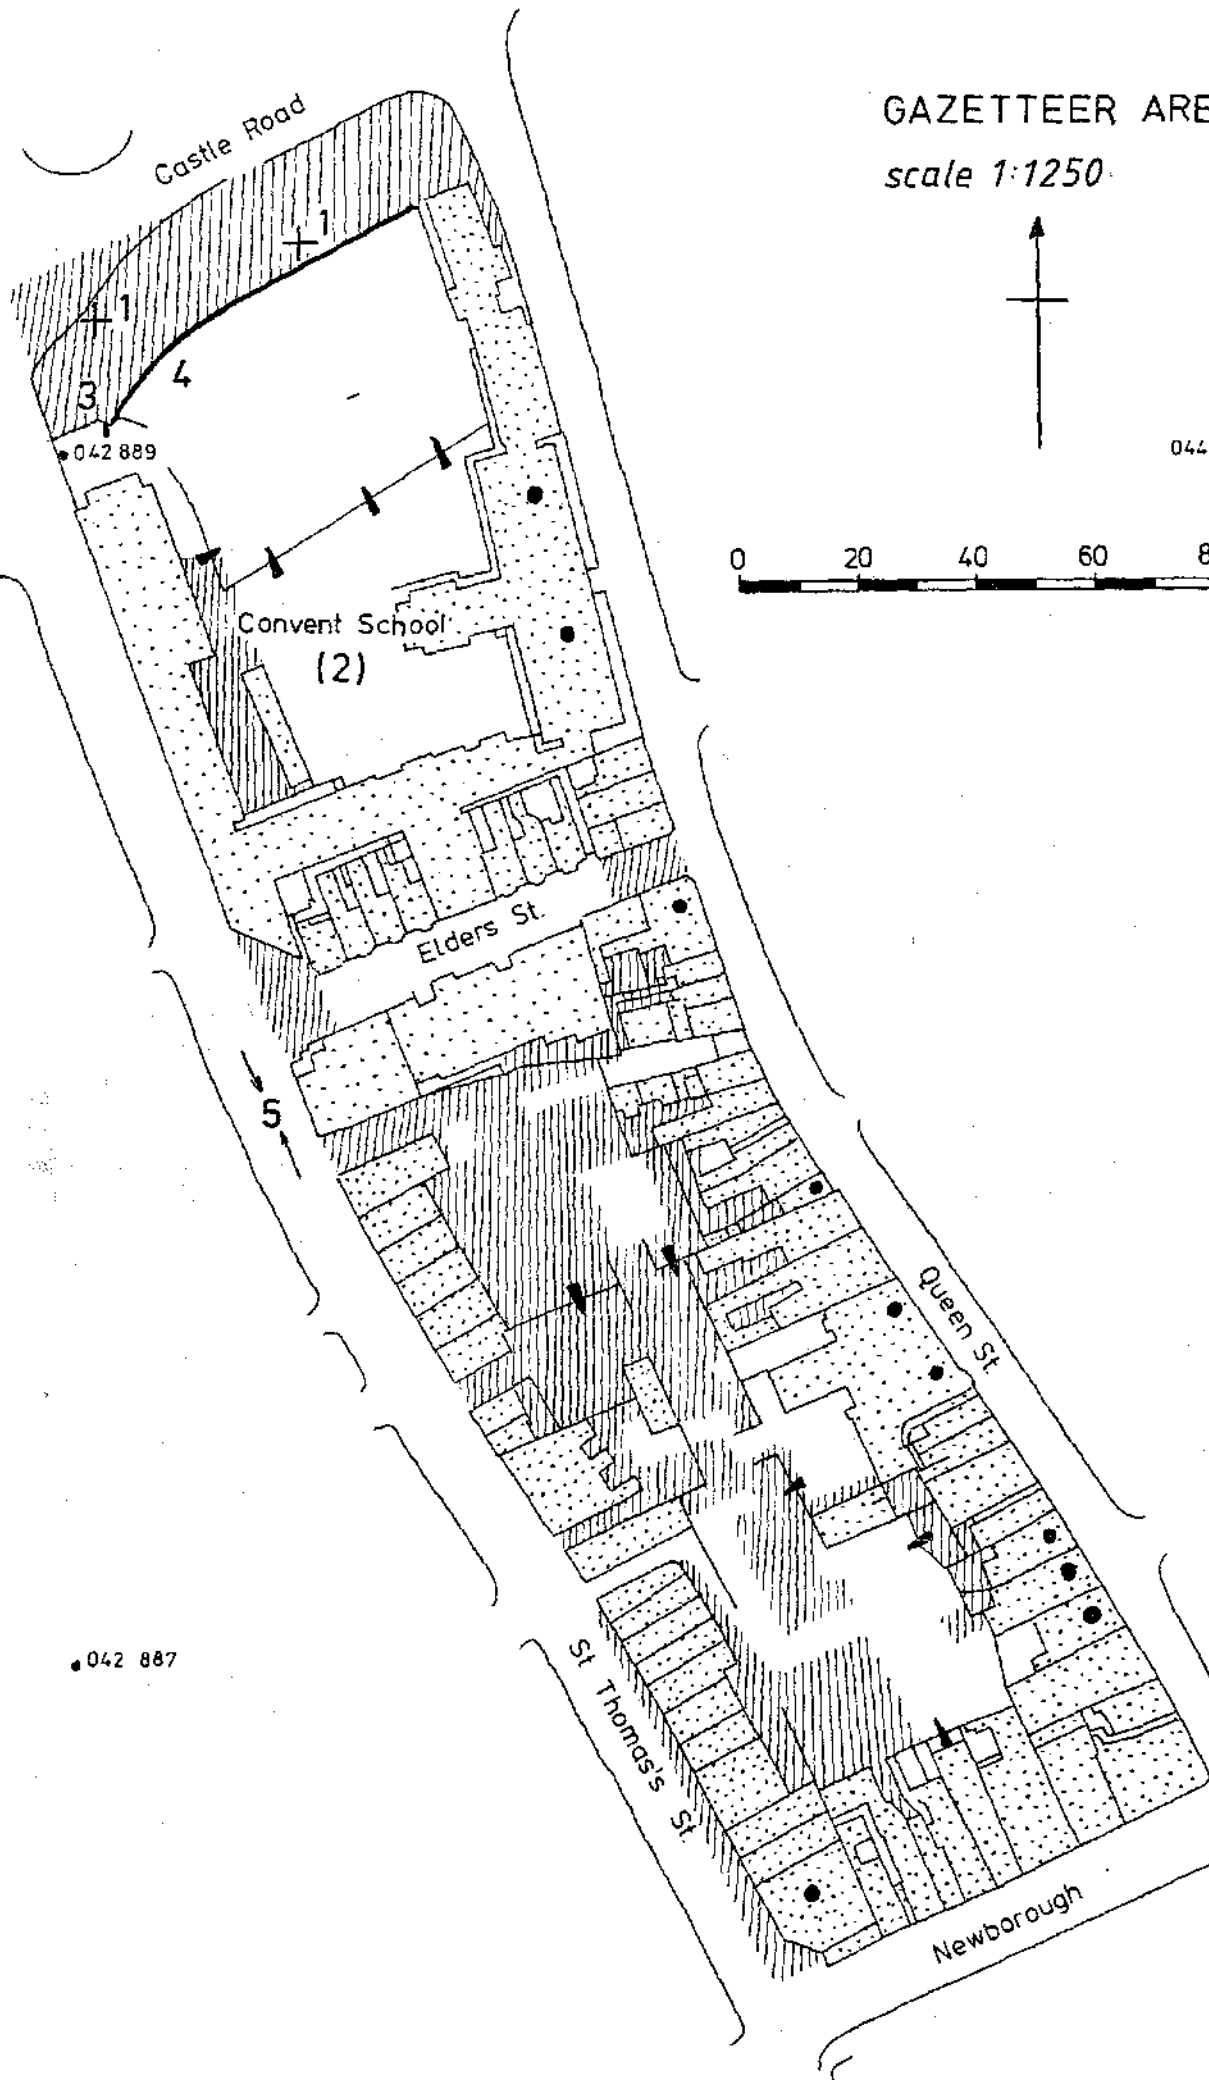 GAZETTEER ARE
scale 1:1250
Castle Road
1
1
3
4
042 889
044
0 20 40 60 8
Convent School
(2)
Elders St.
5
Queen St.
042 887
St Thomas's St.
Newborough